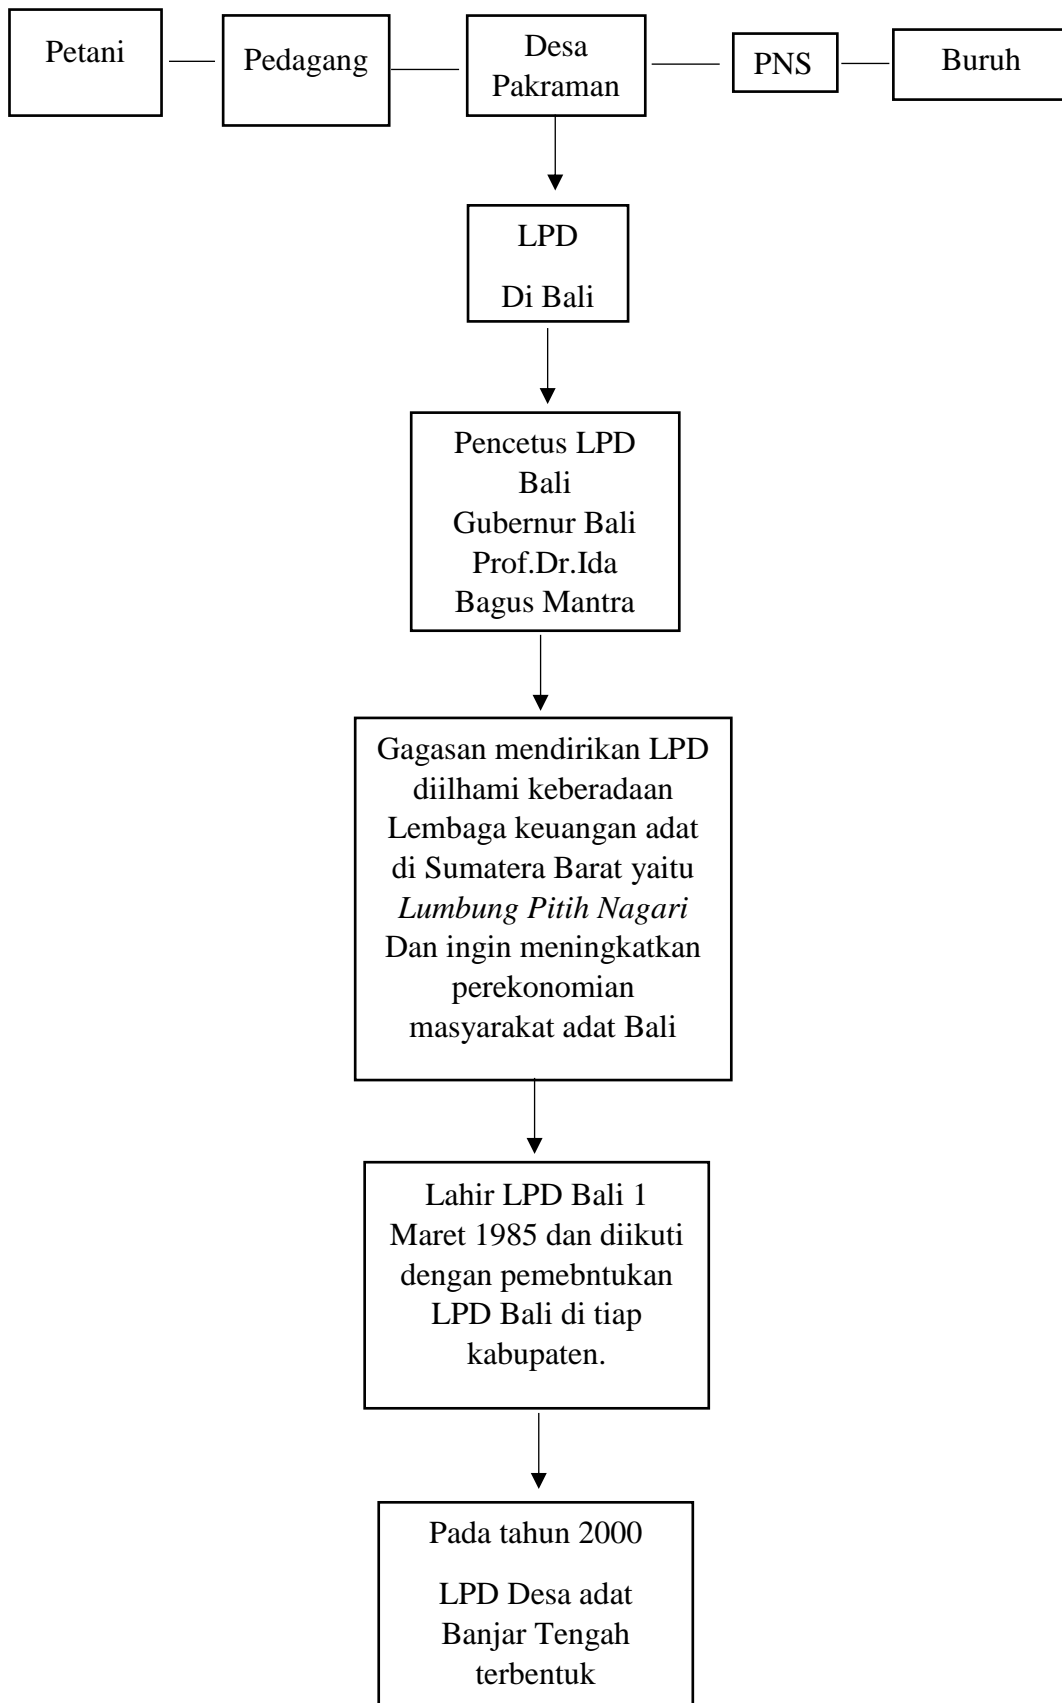 Petani
Pedagang
Desa
Pakraman
PNS
Buruh
LPD
Di Bali
Pencetus LPD
Bali
Gubernur Bali
Prof.Dr.Ida
Bagus Mantra
Gagasan mendirikan LPD
diilhami keberadaan
Lembaga keuangan adat
di Sumatera Barat yaitu
Lumbung Pitih Nagari
Dan ingin meningkatkan
perekonomian
masyarakat adat Bali
Lahir LPD Bali 1
Maret 1985 dan diikuti
dengan pemebntukan
LPD Bali di tiap
kabupaten.
Pada tahun 2000
LPD Desa adat
Banjar Tengah
terbentuk